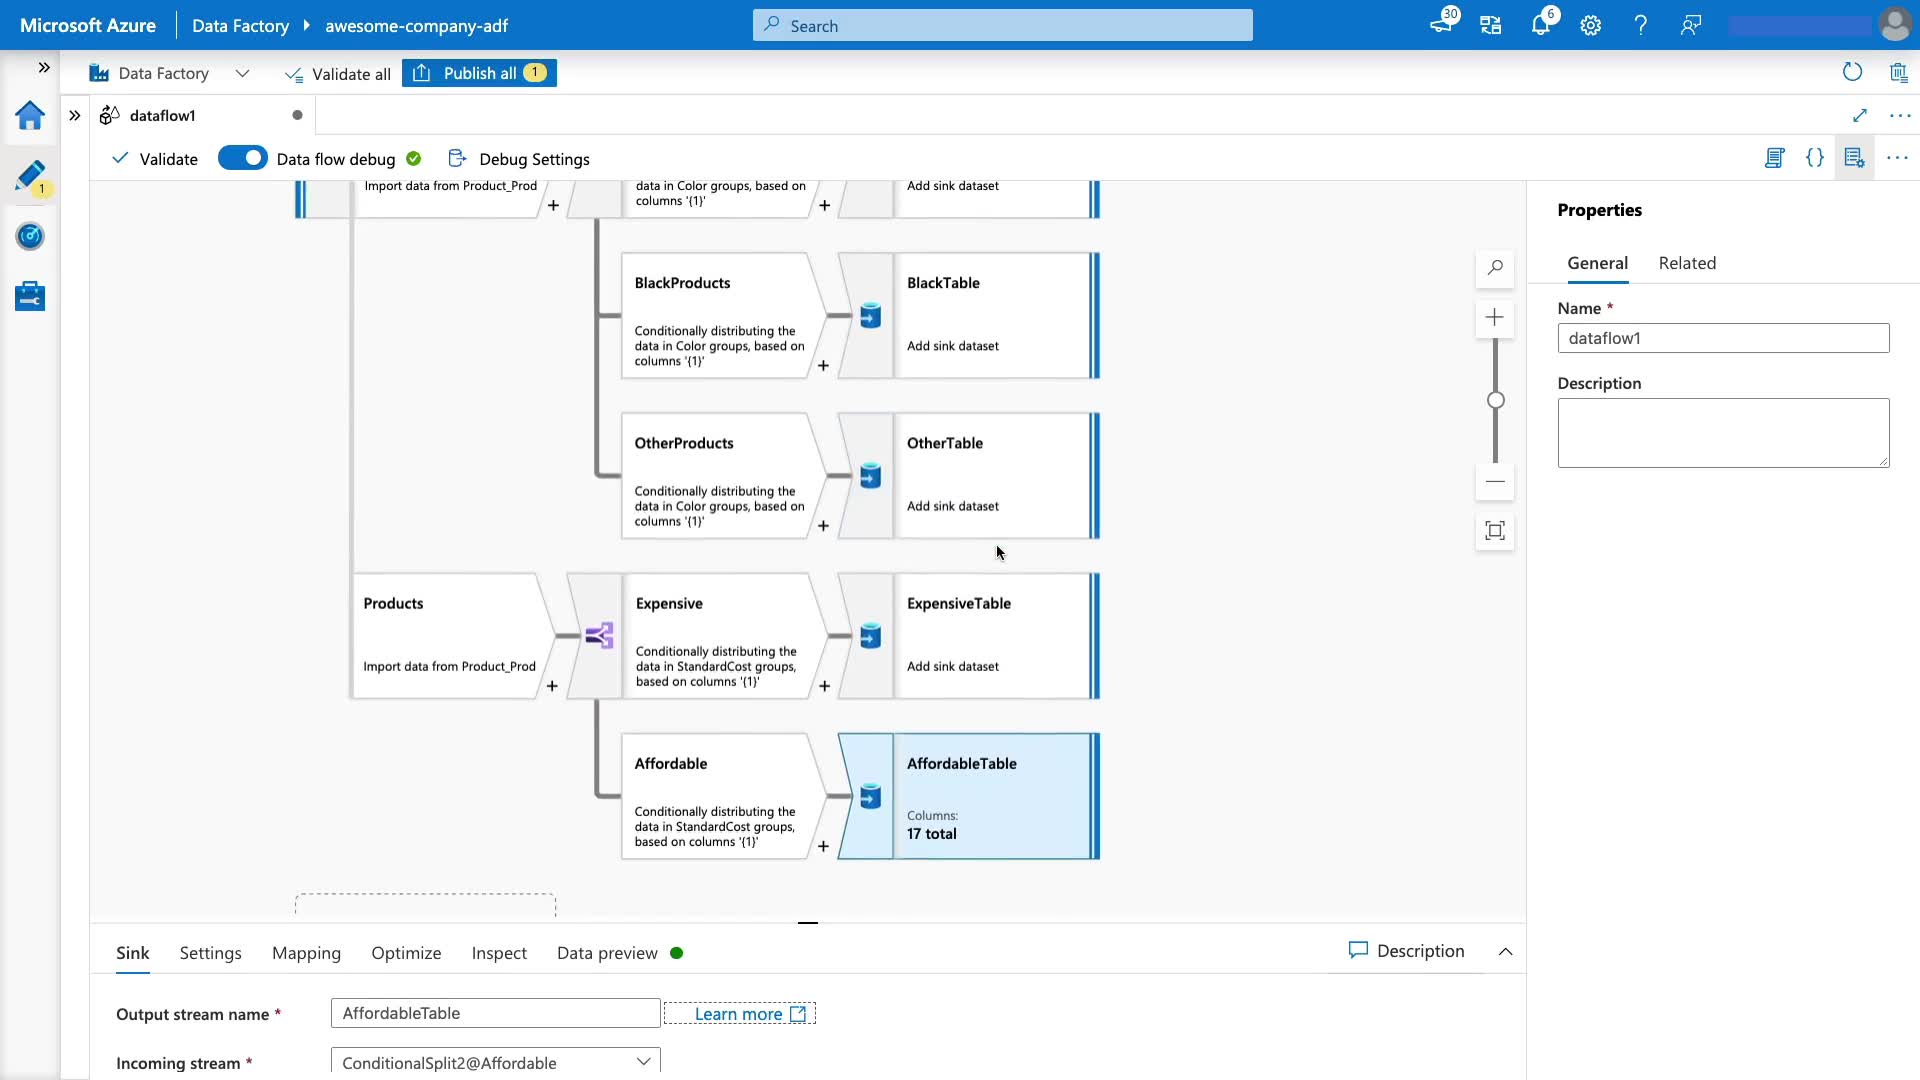 Microsoft Azure
Data Factory
awesome-company-adf
Search
30
6
Data Factory
Validate all
Publish all
1
dataflow1
Validate
Data flow debug
Debug Settings
1
Import data from Product_Prod
data in Color groups, based on
columns '{1}'
Add sink dataset
BlackProducts
Conditionally distributing the
data in Color groups, based on
columns '{1}'
BlackTable
Add sink dataset
OtherProducts
Conditionally distributing the
data in Color groups, based on
columns '{1}'
OtherTable
Add sink dataset
Products
Import data from Product_Prod
Expensive
Conditionally distributing the
data in StandardCost groups,
based on columns '{1}'
ExpensiveTable
Add sink dataset
Affordable
Conditionally distributing the
data in StandardCost groups,
based on columns '{1}'
AffordableTable
Columns:
17 total
Properties
General
Related
Name *
dataflow1
Description
Sink
Settings
Mapping
Optimize
Inspect
Data preview
Description
Output stream name *
AffordableTable
Learn more
Incoming stream *
ConditionalSplit2@Affordable